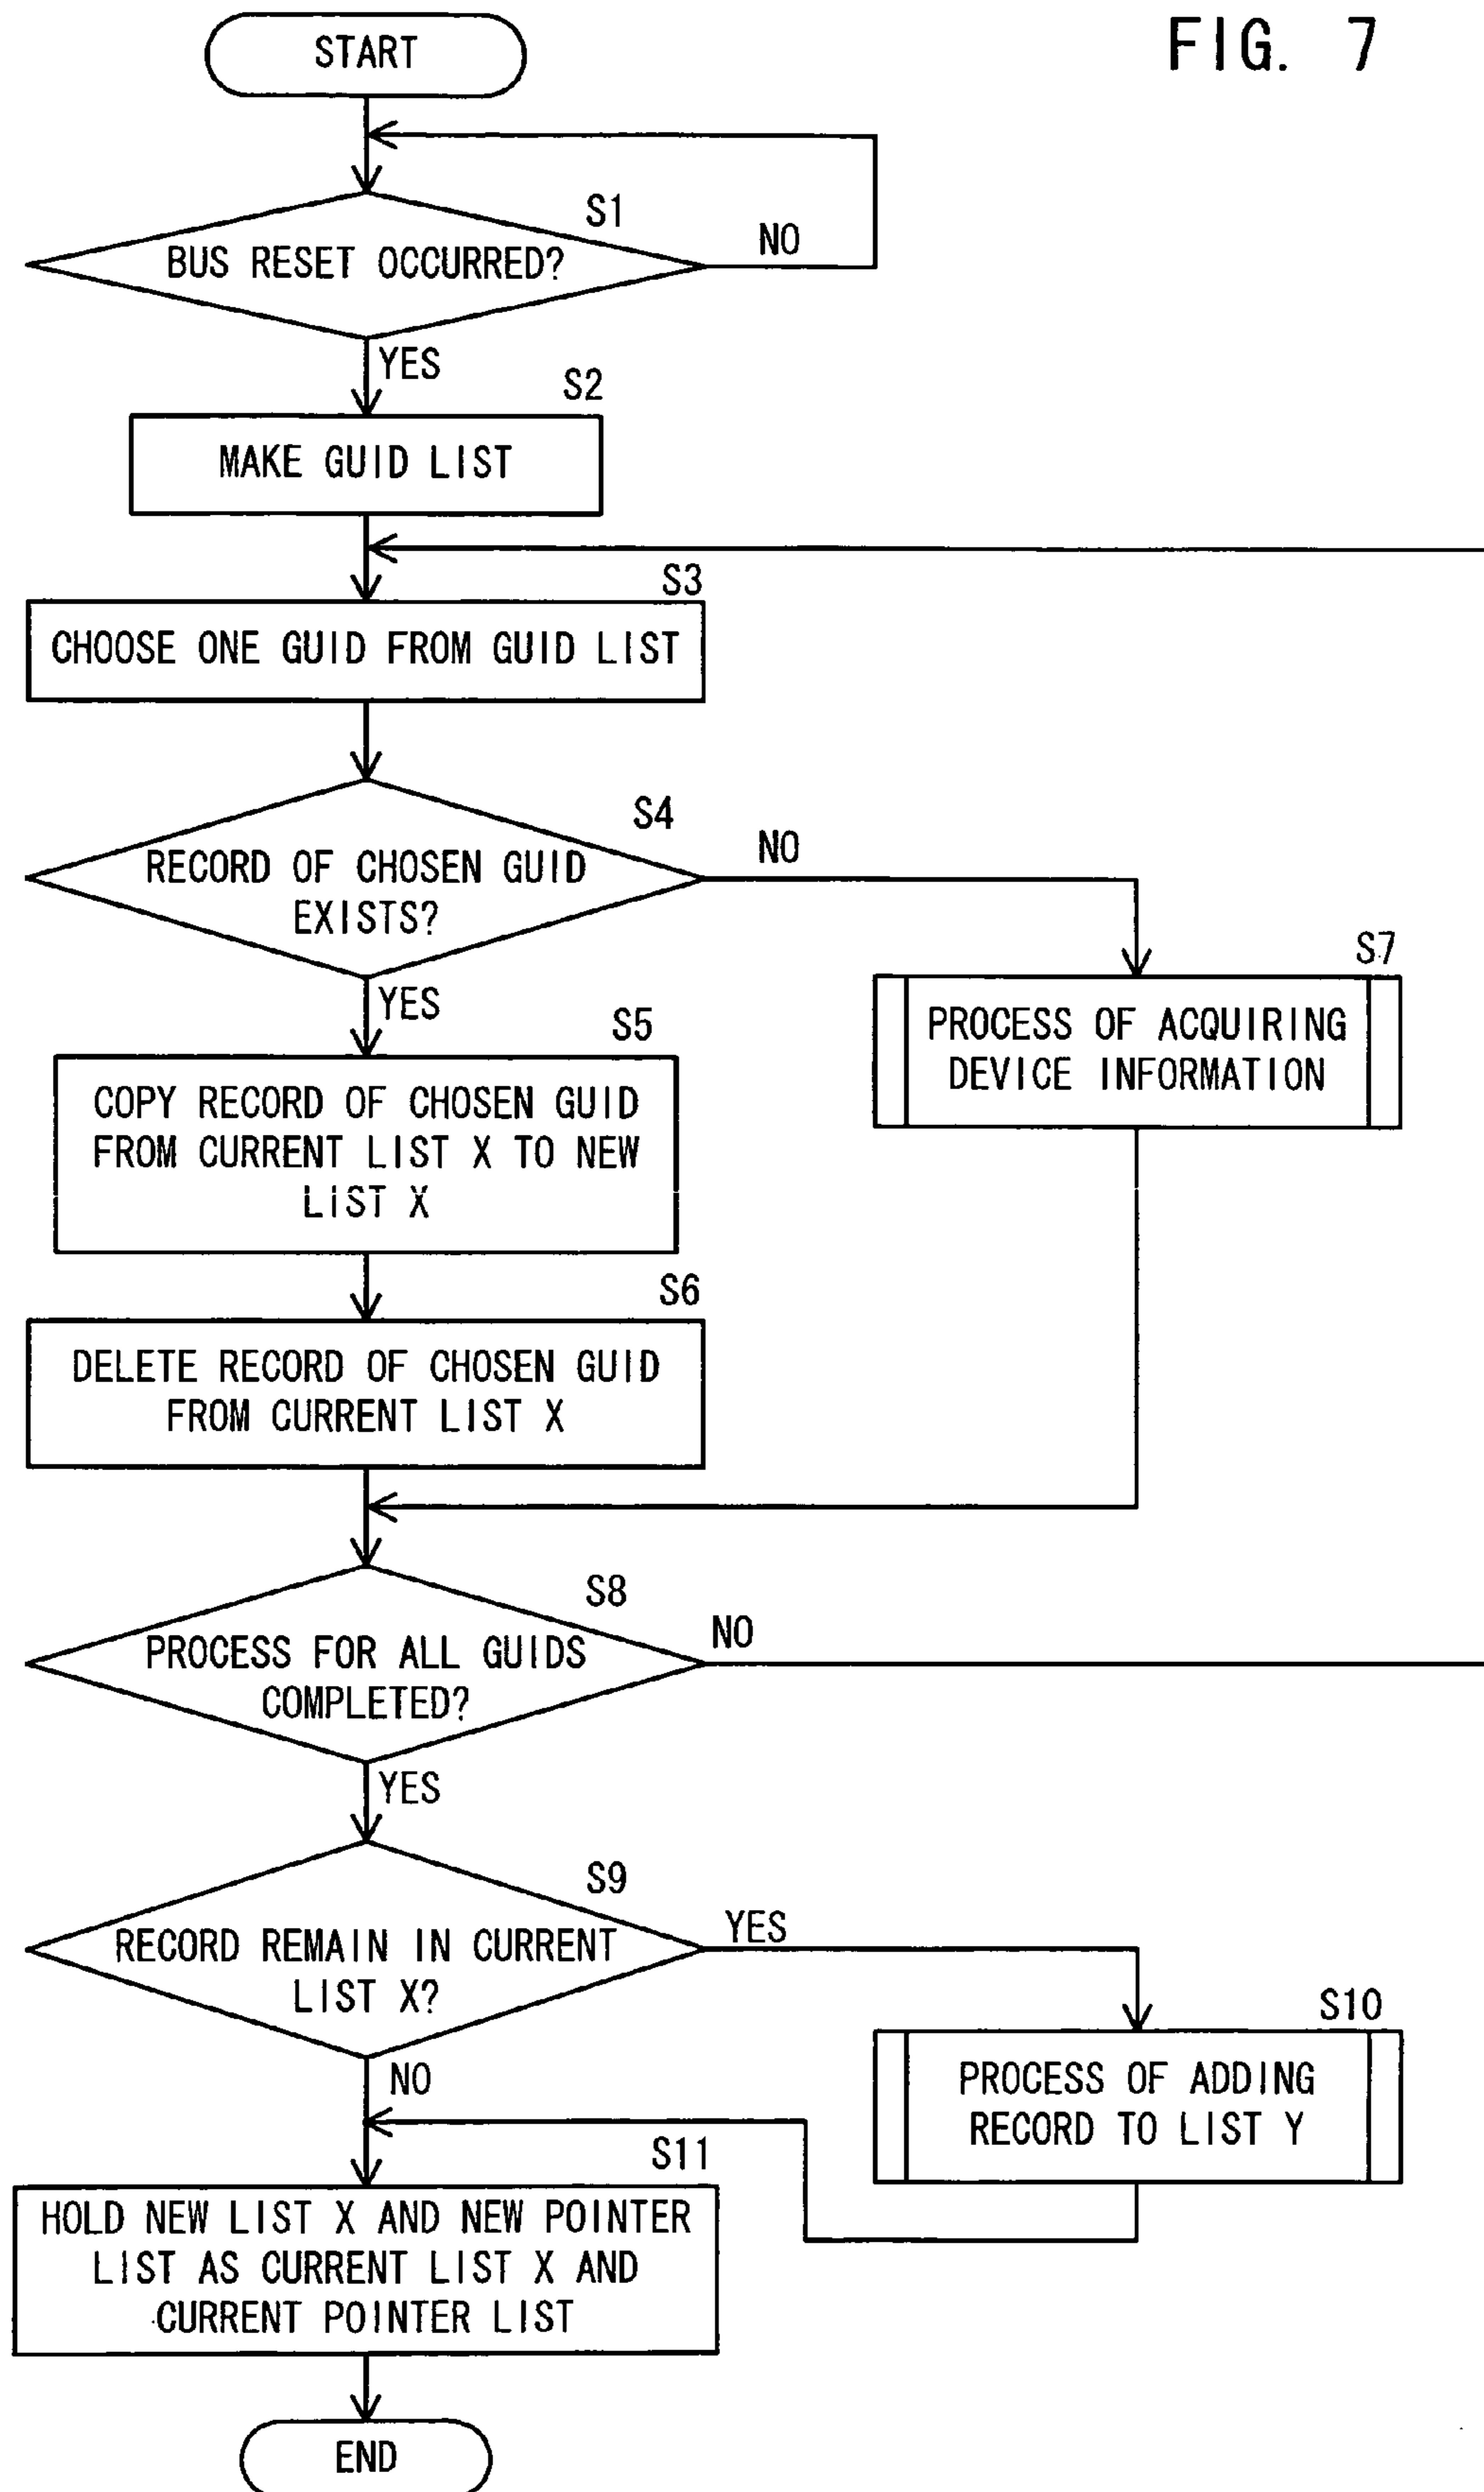 FIG. 7
START
S1
BUS RESET OCCURRED?
NO
YES
S2
MAKE GUID LIST
S3
CHOOSE ONE GUID FROM GUID LIST
S4
RECORD OF CHOSEN GUID
EXISTS?
NO
YES
S7
PROCESS OF ACQUIRING
DEVICE INFORMATION
S5
COPY RECORD OF CHOSEN GUID
FROM CURRENT LIST X TO NEW
LIST X
S6
DELETE RECORD OF CHOSEN GUID
FROM CURRENT LIST X
S8
PROCESS FOR ALL GUIDS
COMPLETED?
NO
YES
S9
RECORD REMAIN IN CURRENT
LIST X?
YES
NO
S10
PROCESS OF ADDING
RECORD TO LIST Y
S11
HOLD NEW LIST X AND NEW POINTER
LIST AS CURRENT LIST X AND
CURRENT POINTER LIST
END